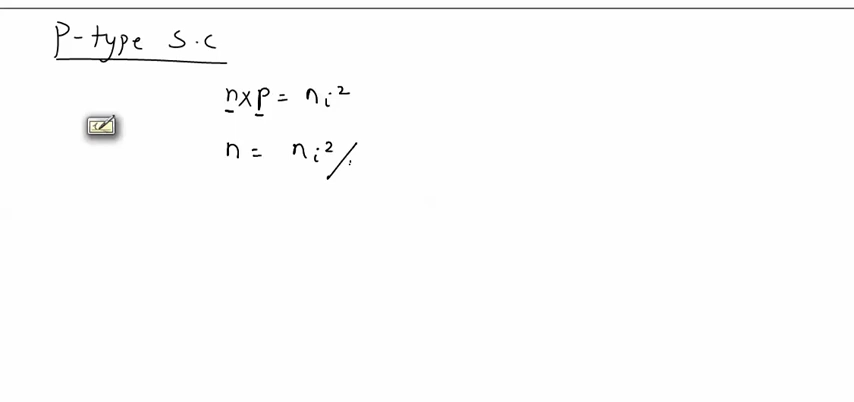 P-type s.c
n×p = nᵢ²
n = nᵢ²/